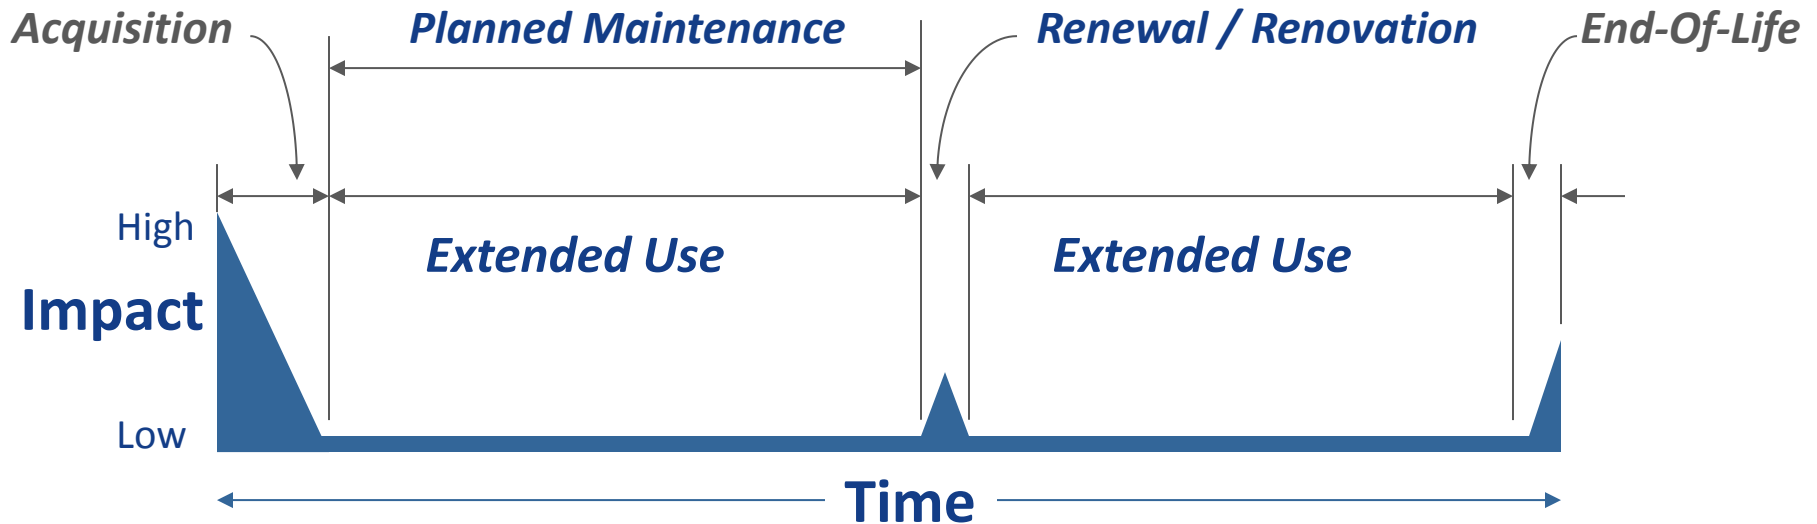 Acquisition
Planned Maintenance
Renewal / Renovation
End-Of-Life
High
Extended Use
Extended Use
Impact
Low
Time